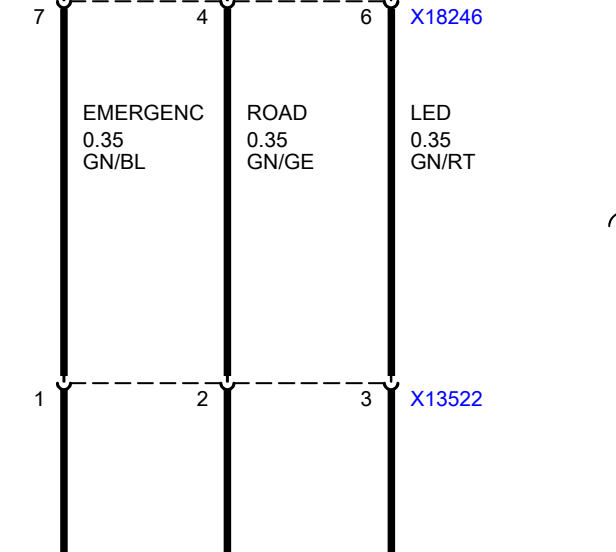 7 4 6 X18246
EMERGENC ROAD LED
0.35 0.35 0.35
GN/BL GN/GE GN/RT
1 2 3 X13522